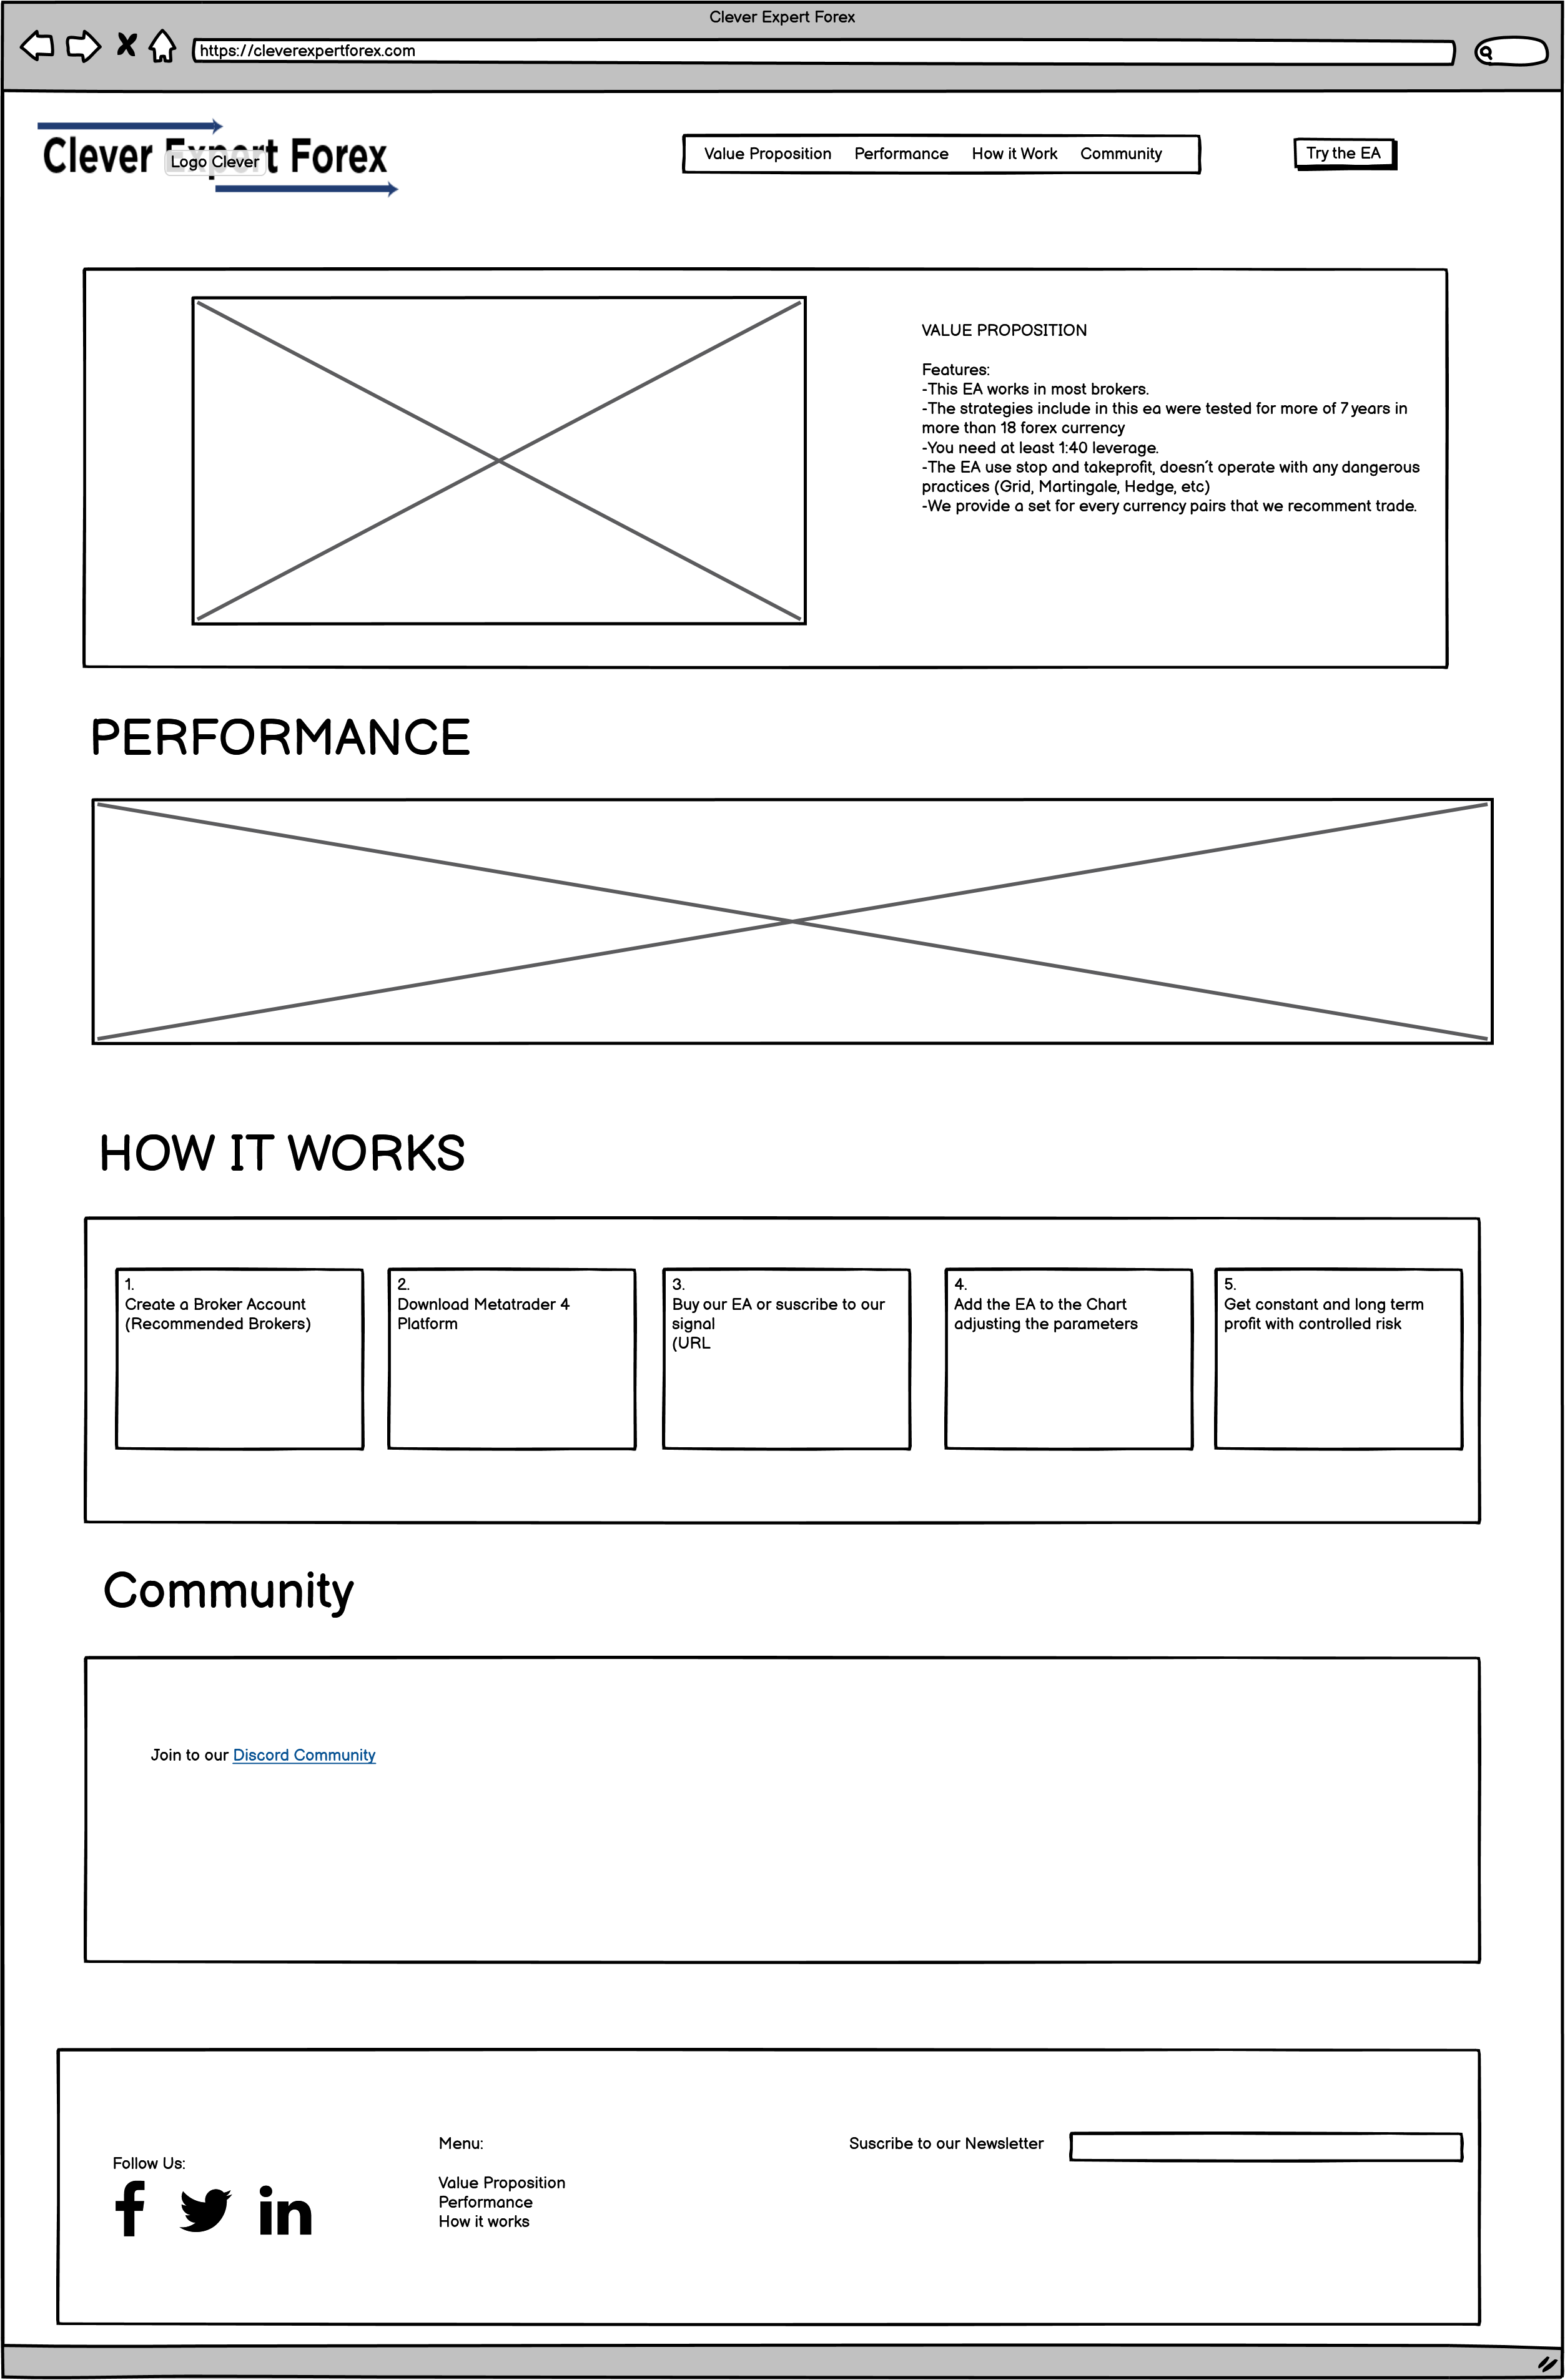 Clever Expert Forex
https://cleverexpertforex.com
Clever Expert Forex
Logo Clever
Value Proposition Performance How it Work Community
Try the EA
VALUE PROPOSITION
Features:
-This EA works in most brokers.
-The strategies include in this ea were tested for more of 7 years in
more than 18 forex currency
-You need at least 1:40 leverage.
-The EA use stop and takeprofit, doesn´t operate with any dangerous
practices (Grid, Martingale, Hedge, etc)
-We provide a set for every currency pairs that we recomment trade.
PERFORMANCE
HOW IT WORKS
1.
Create a Broker Account
(Recommended Brokers)
2.
Download Metatrader 4
Platform
3.
Buy our EA or suscribe to our
signal
(URL
4.
Add the EA to the Chart
adjusting the parameters
5.
Get constant and long term
profit with controlled risk
Community
Join to our Discord Community
Follow Us:
Menu:
Value Proposition
Performance
How it works
Suscribe to our Newsletter